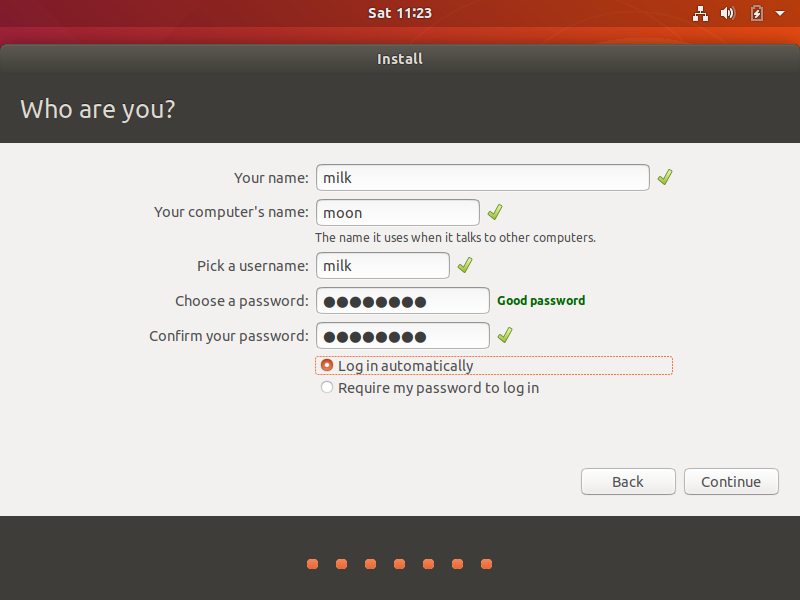 Sat 11:23
Install
Who are you?
Your name: milk
Your computer's name: moon
The name it uses when it talks to other computers.
Pick a username: milk
Choose a password: ●●●●●●●● Good password
Confirm your password: ●●●●●●●●
Log in automatically
Require my password to log in
Back Continue